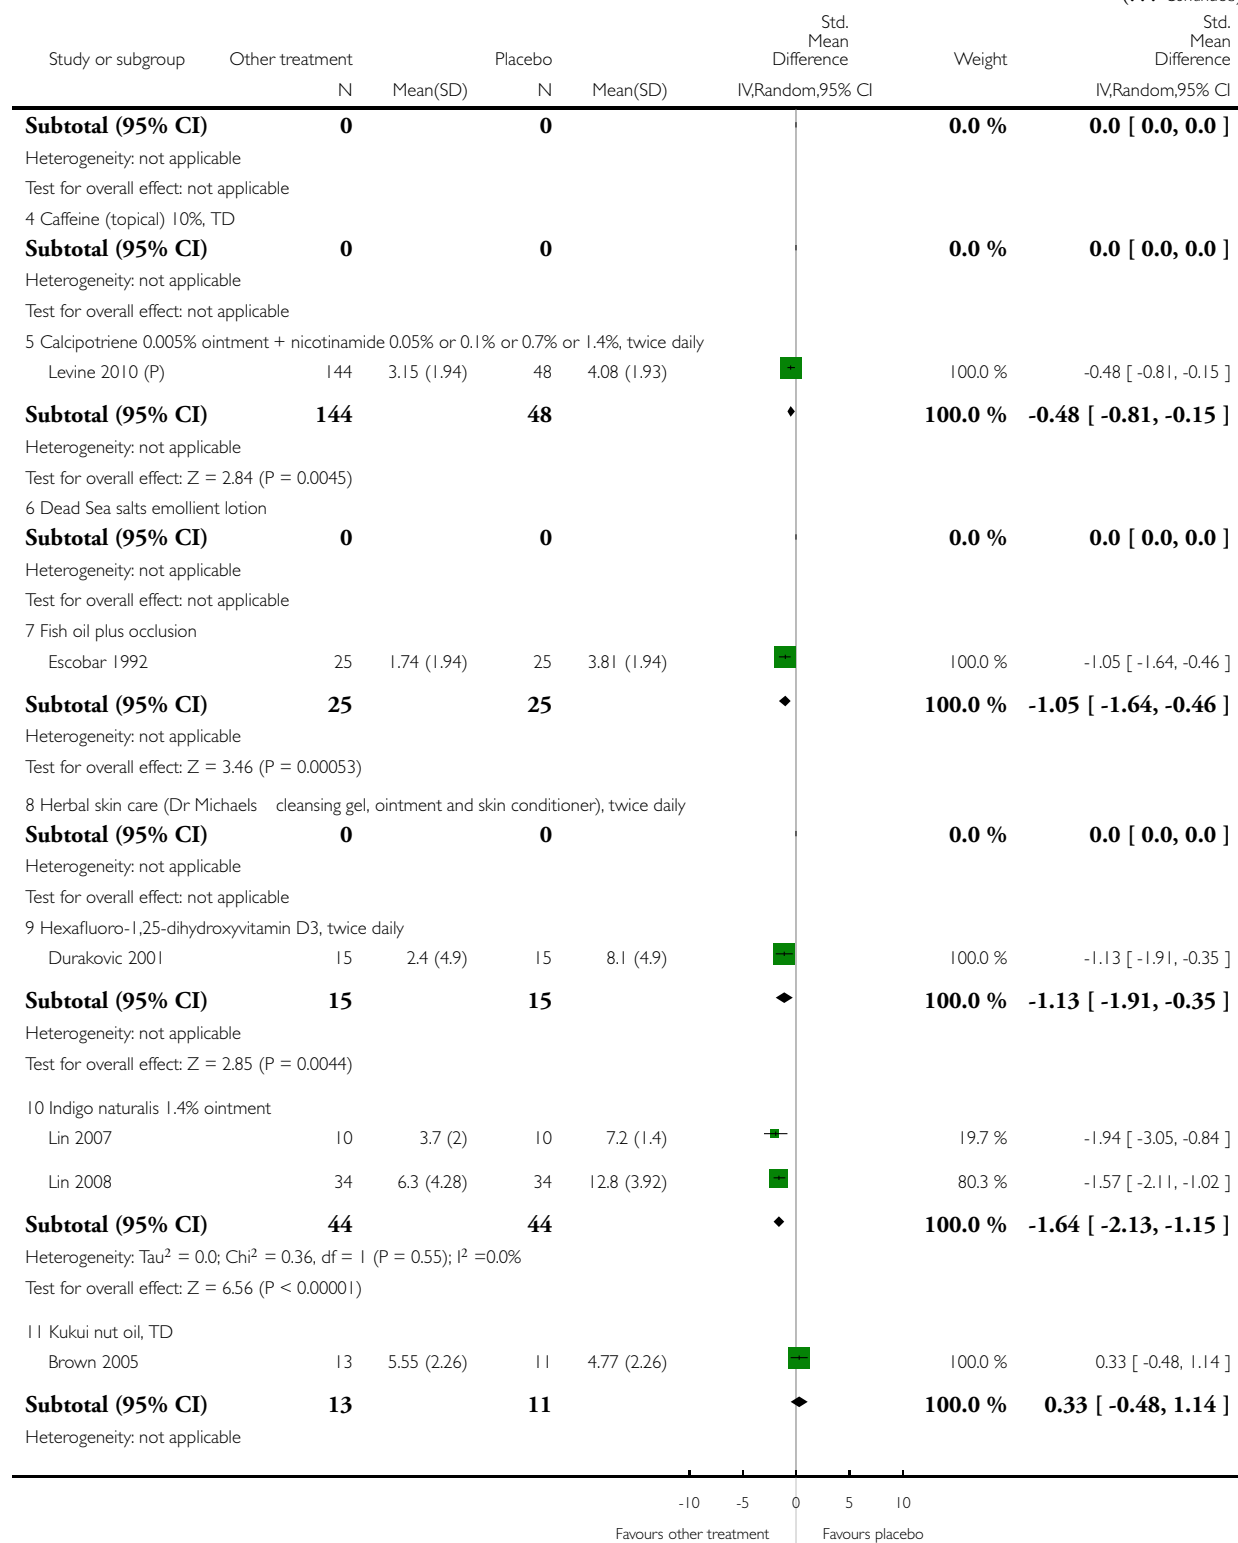 Std.
Mean
Difference
Std.
Mean
Difference
Study or subgroup Other treatment Placebo Weight
N Mean(SD) N Mean(SD) IV,Random,95% CI IV,Random,95% CI
Subtotal (95% CI) 0 0 0.0 % 0.0 [ 0.0, 0.0 ]
Heterogeneity: not applicable
Test for overall effect: not applicable
4 Caffeine (topical) 10%, TD
Subtotal (95% CI) 0 0 0.0 % 0.0 [ 0.0, 0.0 ]
Heterogeneity: not applicable
Test for overall effect: not applicable
5 Calcipotriene 0.005% ointment + nicotinamide 0.05% or 0.1% or 0.7% or 1.4%, twice daily
Levine 2010 (P) 144 3.15 (1.94) 48 4.08 (1.93) 100.0 % -0.48 [ -0.81, -0.15 ]
Subtotal (95% CI) 144 48 100.0 % -0.48 [ -0.81, -0.15 ]
Heterogeneity: not applicable
Test for overall effect: Z = 2.84 (P = 0.0045)
6 Dead Sea salts emollient lotion
Subtotal (95% CI) 0 0 0.0 % 0.0 [ 0.0, 0.0 ]
Heterogeneity: not applicable
Test for overall effect: not applicable
7 Fish oil plus occlusion
Escobar 1992 25 1.74 (1.94) 25 3.81 (1.94) 100.0 % -1.05 [ -1.64, -0.46 ]
Subtotal (95% CI) 25 25 100.0 % -1.05 [ -1.64, -0.46 ]
Heterogeneity: not applicable
Test for overall effect: Z = 3.46 (P = 0.00053)
8 Herbal skin care (Dr Michaels cleansing gel, ointment and skin conditioner), twice daily
Subtotal (95% CI) 0 0 0.0 % 0.0 [ 0.0, 0.0 ]
Heterogeneity: not applicable
Test for overall effect: not applicable
9 Hexafluoro-1,25-dihydroxyvitamin D3, twice daily
Durakovic 2001 15 2.4 (4.9) 15 8.1 (4.9) 100.0 % -1.13 [ -1.91, -0.35 ]
Subtotal (95% CI) 15 15 100.0 % -1.13 [ -1.91, -0.35 ]
Heterogeneity: not applicable
Test for overall effect: Z = 2.85 (P = 0.0044)
10 Indigo naturalis 1.4% ointment
Lin 2007 10 3.7 (2) 10 7.2 (1.4) 19.7 % -1.94 [ -3.05, -0.84 ]
Lin 2008 34 6.3 (4.28) 34 12.8 (3.92) 80.3 % -1.57 [ -2.11, -1.02 ]
Subtotal (95% CI) 44 44 100.0 % -1.64 [ -2.13, -1.15 ]
Heterogeneity: Tau² = 0.0; Chi² = 0.36, df = 1 (P = 0.55); I² =0.0%
Test for overall effect: Z = 6.56 (P < 0.00001)
11 Kukui nut oil, TD
Brown 2005 13 5.55 (2.26) 11 4.77 (2.26) 100.0 % 0.33 [ -0.48, 1.14 ]
Subtotal (95% CI) 13 11 100.0 % 0.33 [ -0.48, 1.14 ]
Heterogeneity: not applicable
-10 -5 0 5 10
Favours other treatment Favours placebo